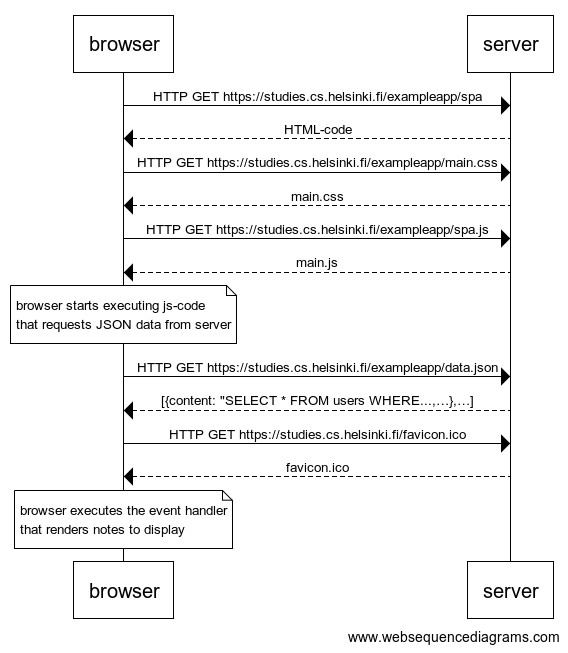 browser
server
HTTP GET https://studies.cs.helsinki.fi/exampleapp/spa
HTML-code
HTTP GET https://studies.cs.helsinki.fi/exampleapp/main.css
main.css
HTTP GET https://studies.cs.helsinki.fi/exampleapp/spa.js
main.js
browser starts executing js-code
that requests JSON data from server
HTTP GET https://studies.cs.helsinki.fi/exampleapp/data.json
[{content: "SELECT * FROM users WHERE...,...},...]
HTTP GET https://studies.cs.helsinki.fi/favicon.ico
favicon.ico
browser executes the event handler
that renders notes to display
browser
server
www.websequencediagrams.com